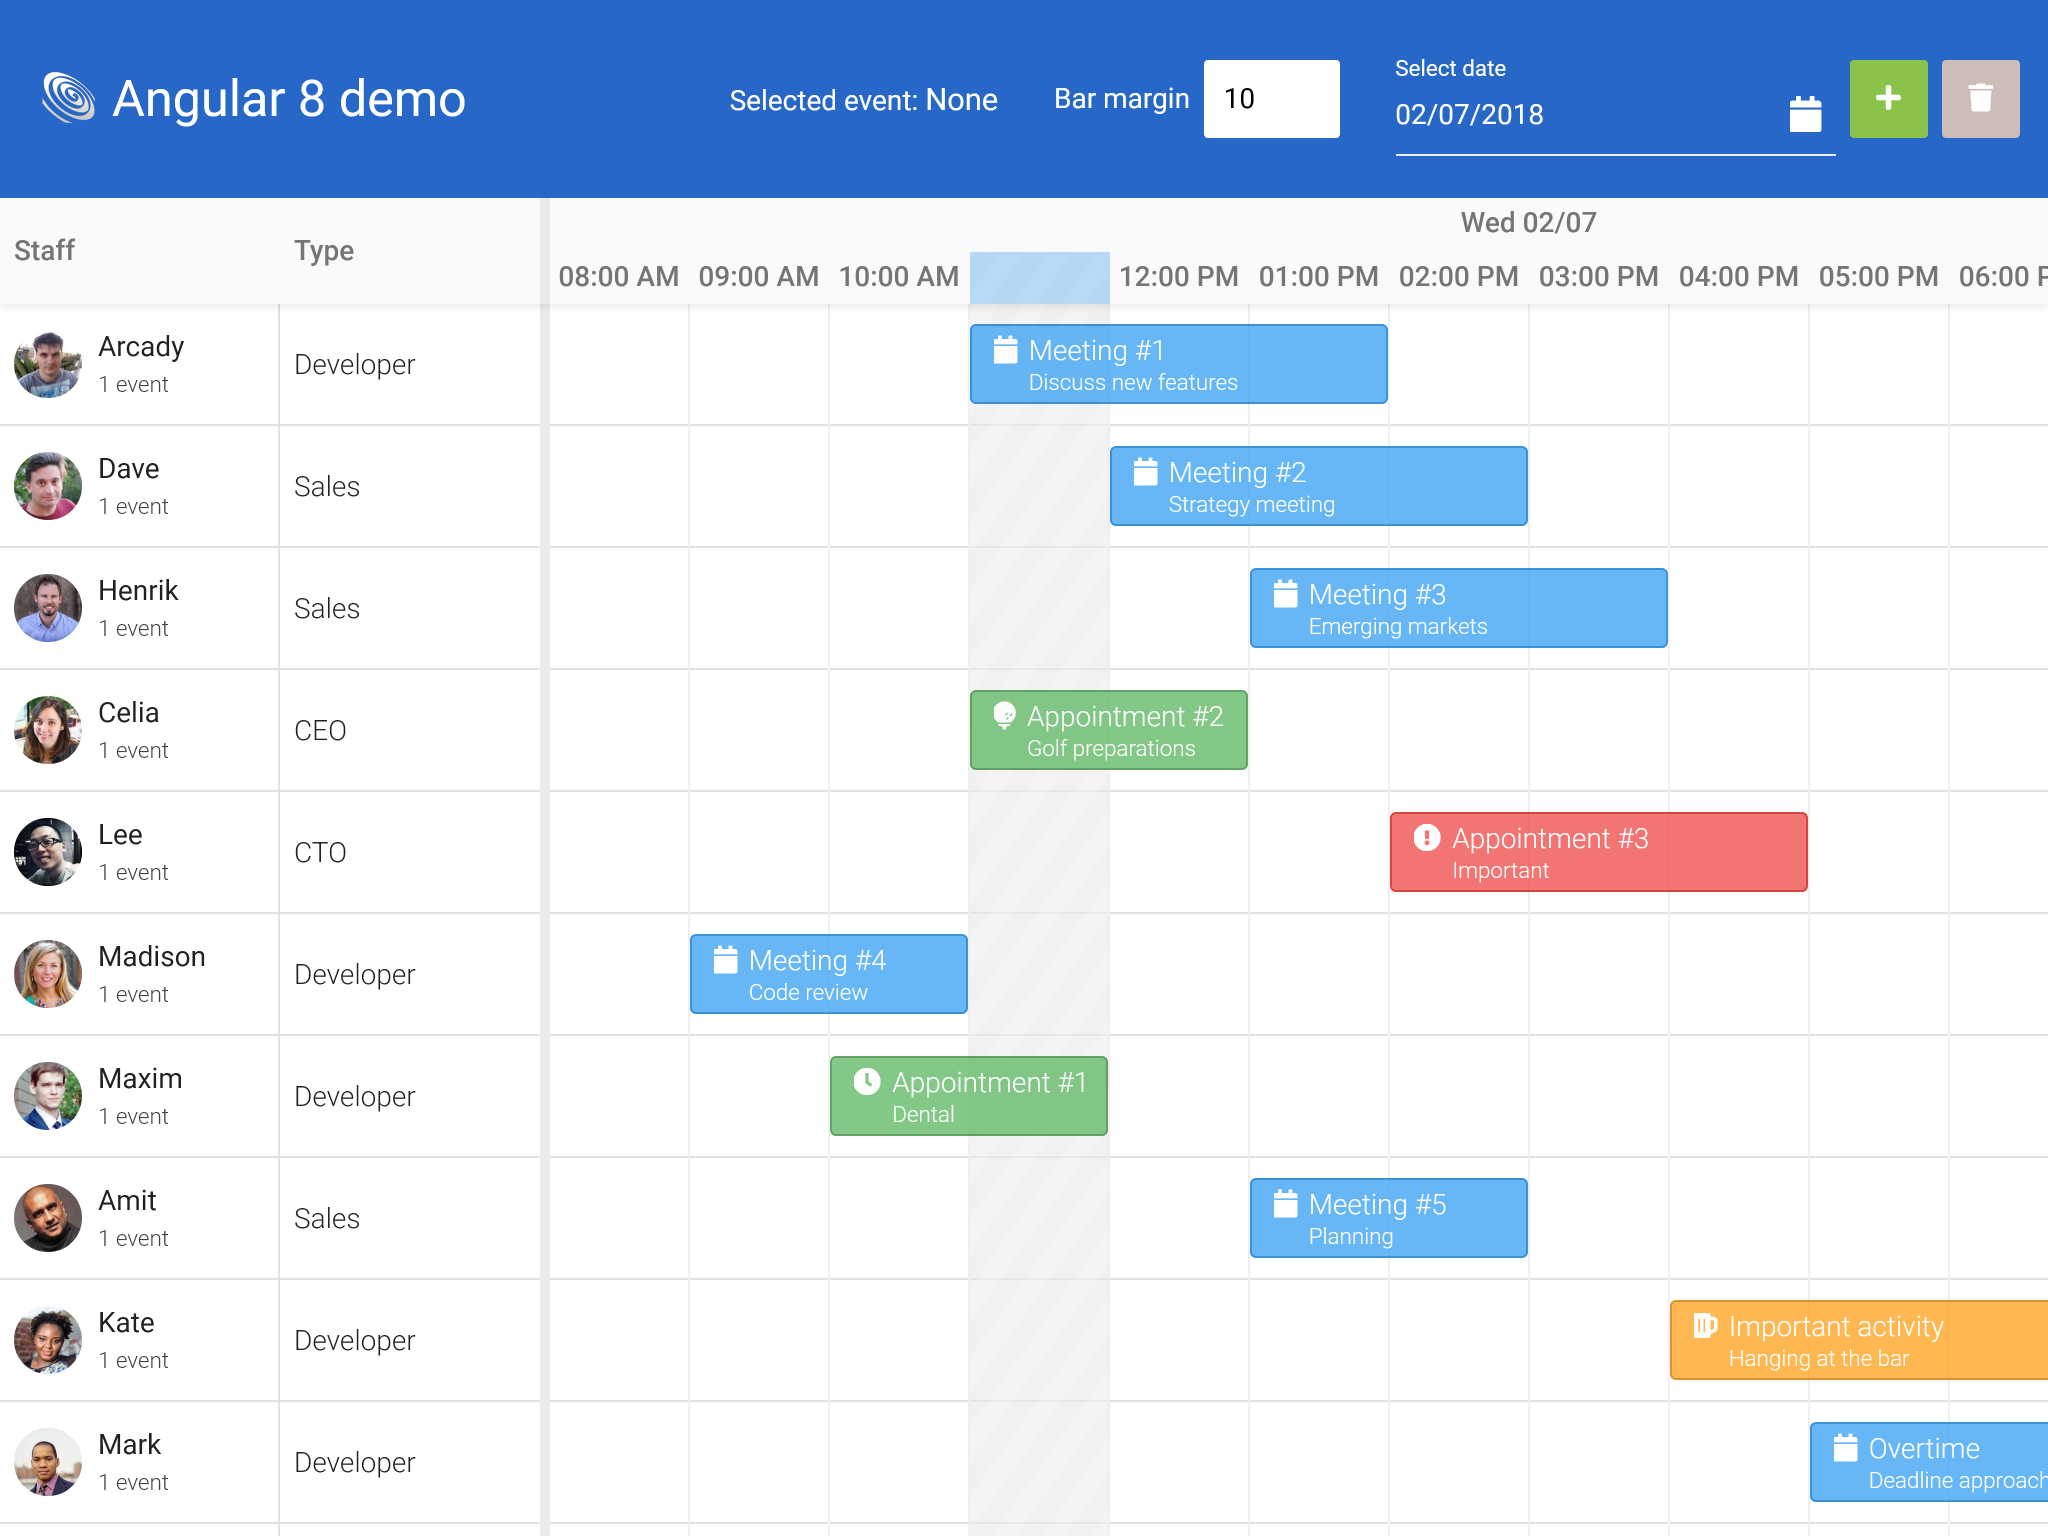 Angular 8 demo
Selected event: None
Bar margin
10
Select date
02/07/2018
Staff
Type
Wed 02/07
08:00 AM 09:00 AM 10:00 AM 12:00 PM 01:00 PM 02:00 PM 03:00 PM 04:00 PM 05:00 PM 06:00 P
Arcady
1 event
Developer
Meeting #1
Discuss new features
Dave
1 event
Sales
Meeting #2
Strategy meeting
Henrik
1 event
Sales
Meeting #3
Emerging markets
Celia
1 event
CEO
Appointment #2
Golf preparations
Lee
1 event
CTO
Appointment #3
Important
Madison
1 event
Developer
Meeting #4
Code review
Maxim
1 event
Developer
Appointment #1
Dental
Amit
1 event
Sales
Meeting #5
Planning
Kate
1 event
Developer
Important activity
Hanging at the bar
Mark
1 event
Developer
Overtime
Deadline approach